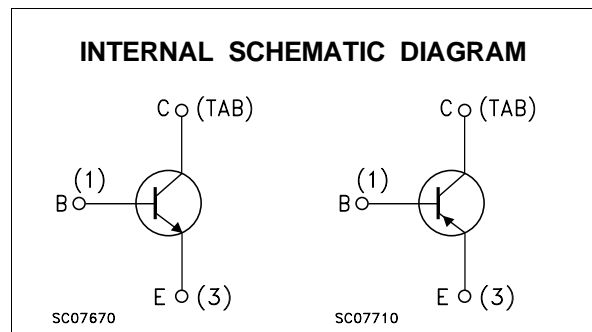 INTERNAL SCHEMATIC DIAGRAM
C (TAB) C (TAB)
(1) (1)
B B
E (3) E (3)
SC07670 SC07710